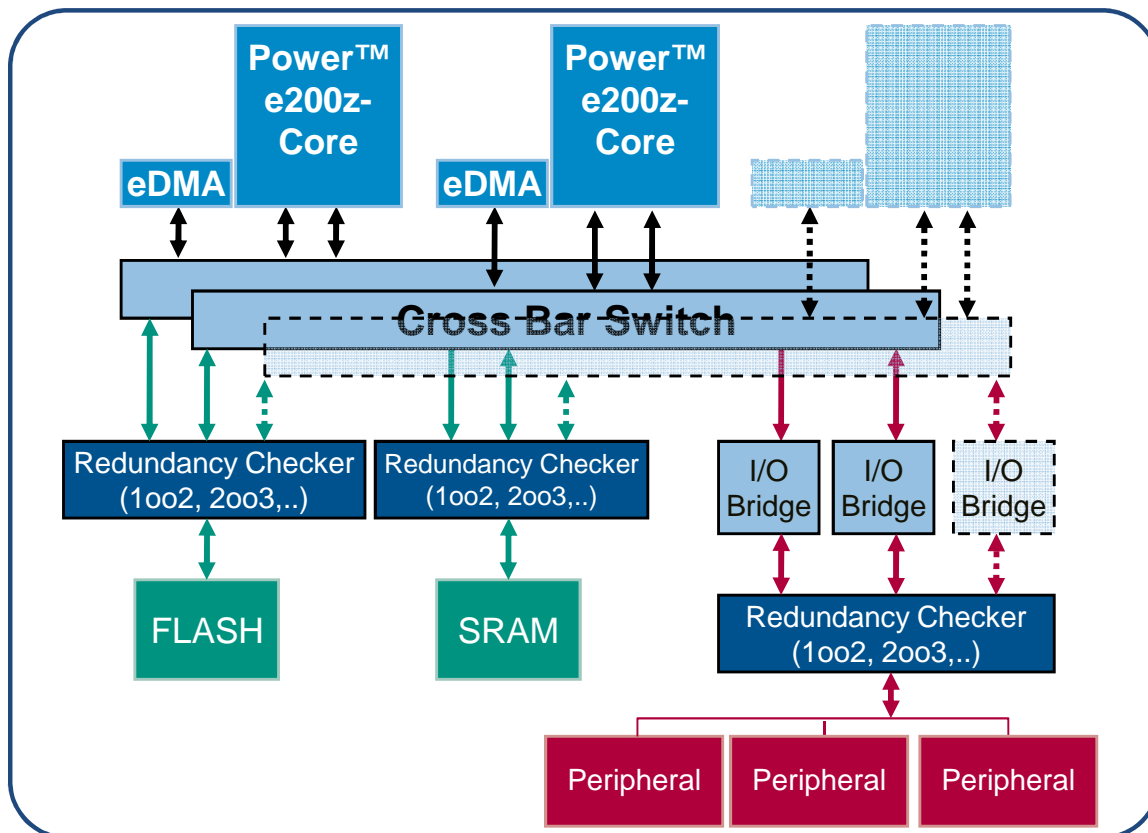 Power™
e200z-
Core
eDMA
Power™
e200z-
Core
eDMA
Cross Bar Switch
Redundancy Checker
(1oo2, 2oo3,..)
Redundancy Checker
(1oo2, 2oo3,..)
I/O
Bridge
I/O
Bridge
I/O
Bridge
FLASH
SRAM
Redundancy Checker
(1oo2, 2oo3,..)
Peripheral
Peripheral
Peripheral